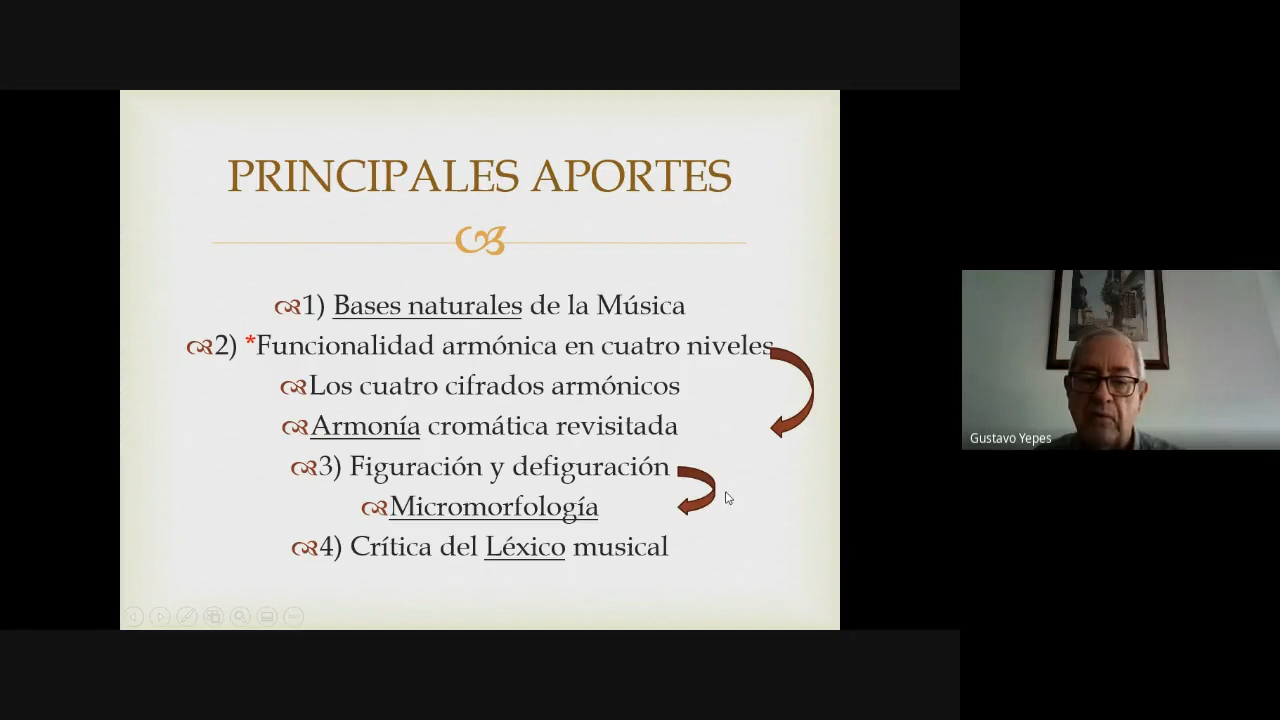 PRINCIPALES APORTES
1) Bases naturales de la Música
2) *Funcionalidad armónica en cuatro niveles
Los cuatro cifrados armónicos
Armonía cromática revisitada
3) Figuración y defiguración
Micromorfología
4) Crítica del Léxico musical
Gustavo Yepes